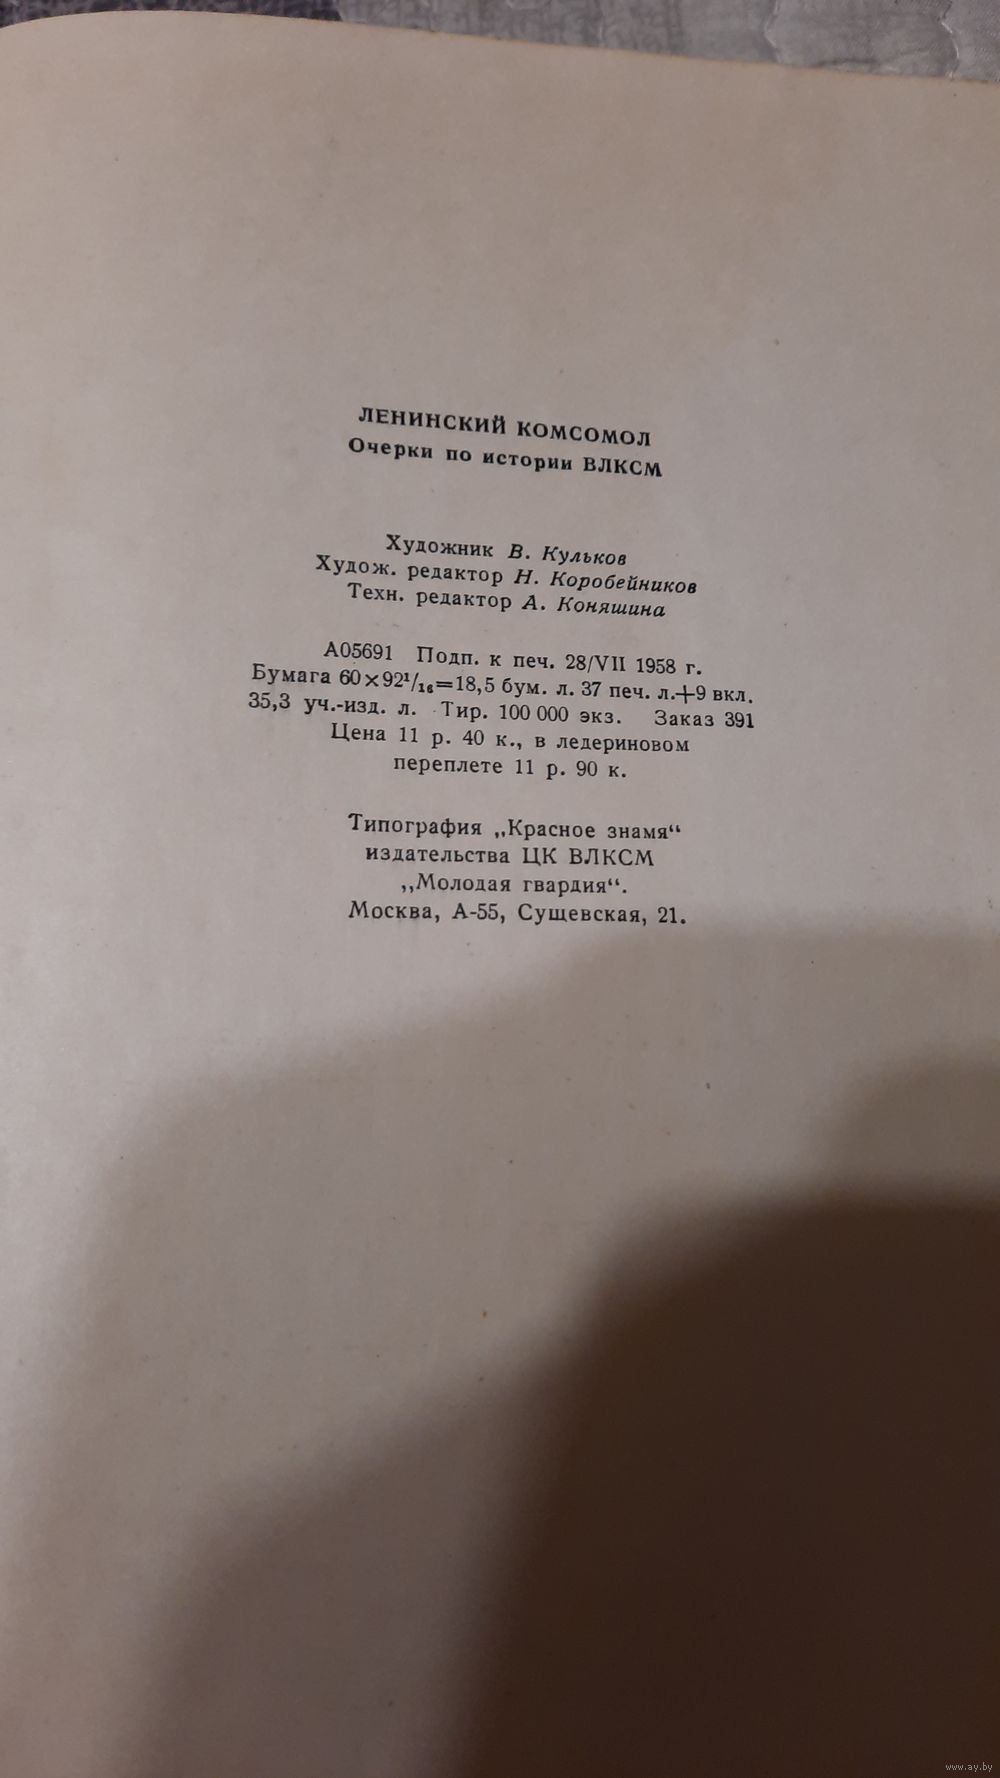 ЛЕНИНСКИЙ КОМСОМОЛ
Очерки по истории ВЛКСМ
Художник В. Кульков
Худож. редактор Н. Коробейников
Техн. редактор А. Коняшина
А05691 Подп. к печ. 28/VII 1958 г.
Бумага 60×92¹/₁₆=18,5 бум. л. 37 печ. л.+9 вкл.
35,3 уч.-изд. л. Тир. 100 000 экз. Заказ 391
Цена 11 р. 40 к., в ледериновом
переплете 11 р. 90 к.
Типография „Красное знамя“
издательства ЦК ВЛКСМ
„Молодая гвардия“.
Москва, А-55, Сущевская, 21.
www.ay.by